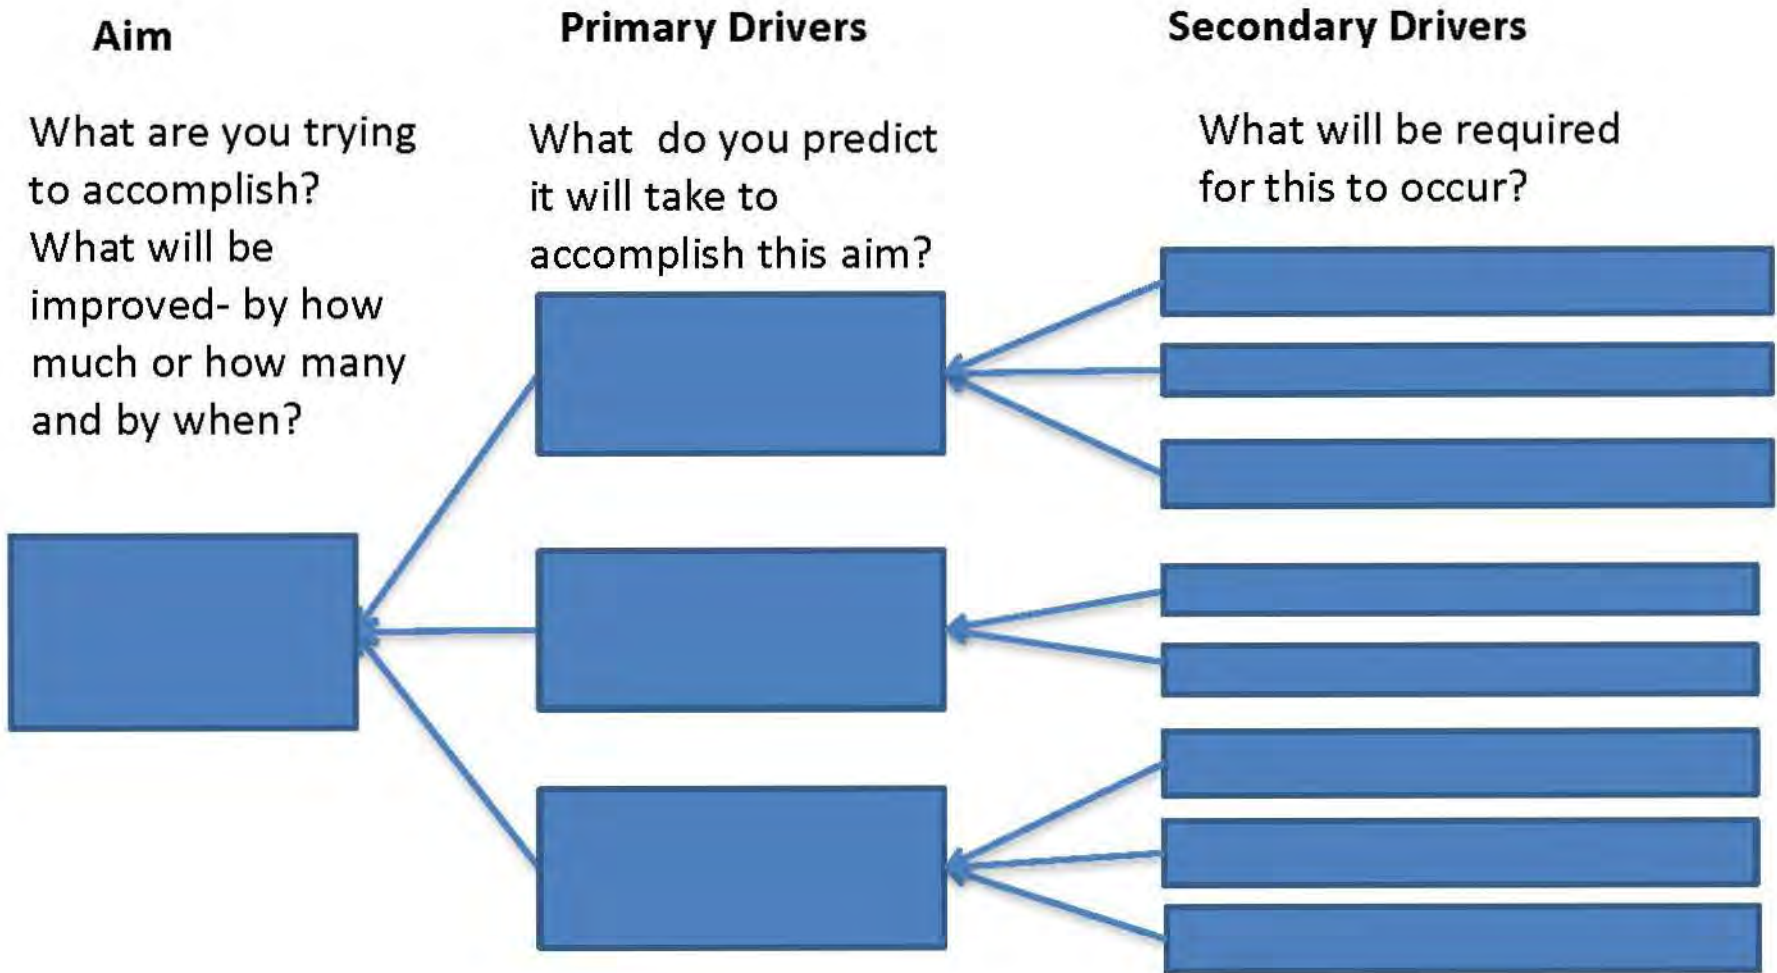 Aim
What are you trying
to accomplish?
What will be
improved- by how
much or how many
and by when?
Primary Drivers
What  do you predict
it will take to
accomplish this aim?
Secondary Drivers
What will be required
for this to occur?